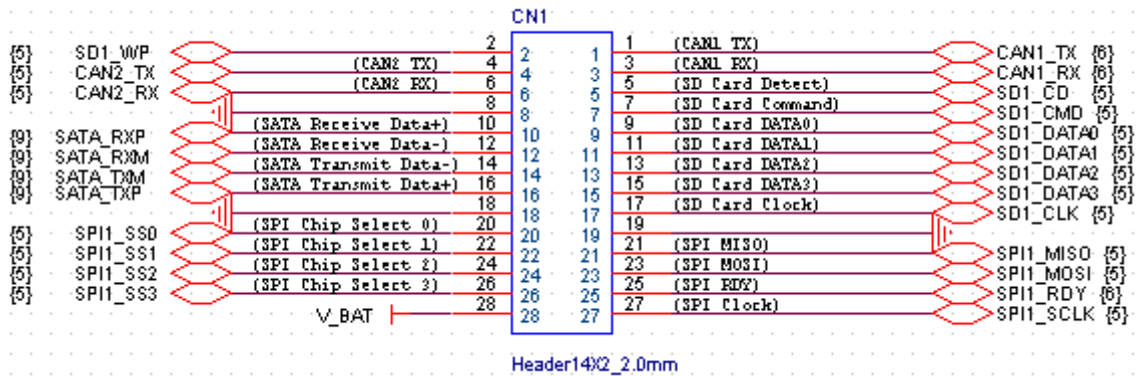 CN1
{5} SD1_WP 2 2 1 1 (CAN1 TX) CAN1_TX {6}
{5} CAN2_TX (CAN2 TX) 4 4 3 3 (CAN1 RX) CAN1_RX {6}
{5} CAN2_RX (CAN2 RX) 6 6 5 5 (SD Card Detect) SD1_CD {5}
8 8 7 7 (SD Card Command) SD1_CMD {5}
{9} SATA_RXP (SATA Receive Data+) 10 10 9 9 (SD Card DATA0) SD1_DATA0 {5}
{9} SATA_RXM (SATA Receive Data-) 12 12 11 11 (SD Card DATA1) SD1_DATA1 {5}
{9} SATA_TXM (SATA Transmit Data-) 14 14 13 13 (SD Card DATA2) SD1_DATA2 {5}
{9} SATA_TXP (SATA Transmit Data+) 16 16 15 15 (SD Card DATA3) SD1_DATA3 {5}
18 18 17 17 (SD Card Clock) SD1_CLK {5}
{5} SPI1_SS0 (SPI Chip Select 0) 20 20 19 19
{5} SPI1_SS1 (SPI Chip Select 1) 22 22 21 21 (SPI MISO) SPI1_MISO {5}
{5} SPI1_SS2 (SPI Chip Select 2) 24 24 23 23 (SPI MOSI) SPI1_MOSI {5}
{5} SPI1_SS3 (SPI Chip Select 3) 26 26 25 25 (SPI RDY) SPI1_RDY {6}
V_BAT 28 28 27 27 (SPI Clock) SPI1_SCLK {5}
Header14X2_2.0mm